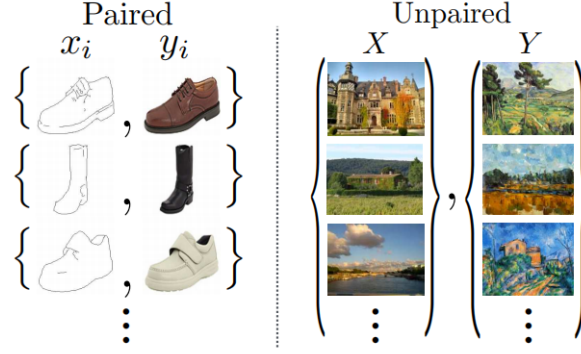 Paired
x_i y_i
{ , }
{ , }
{ , }
⋮ ⋮
Unpaired
X Y
{ } , { }
⋮ ⋮